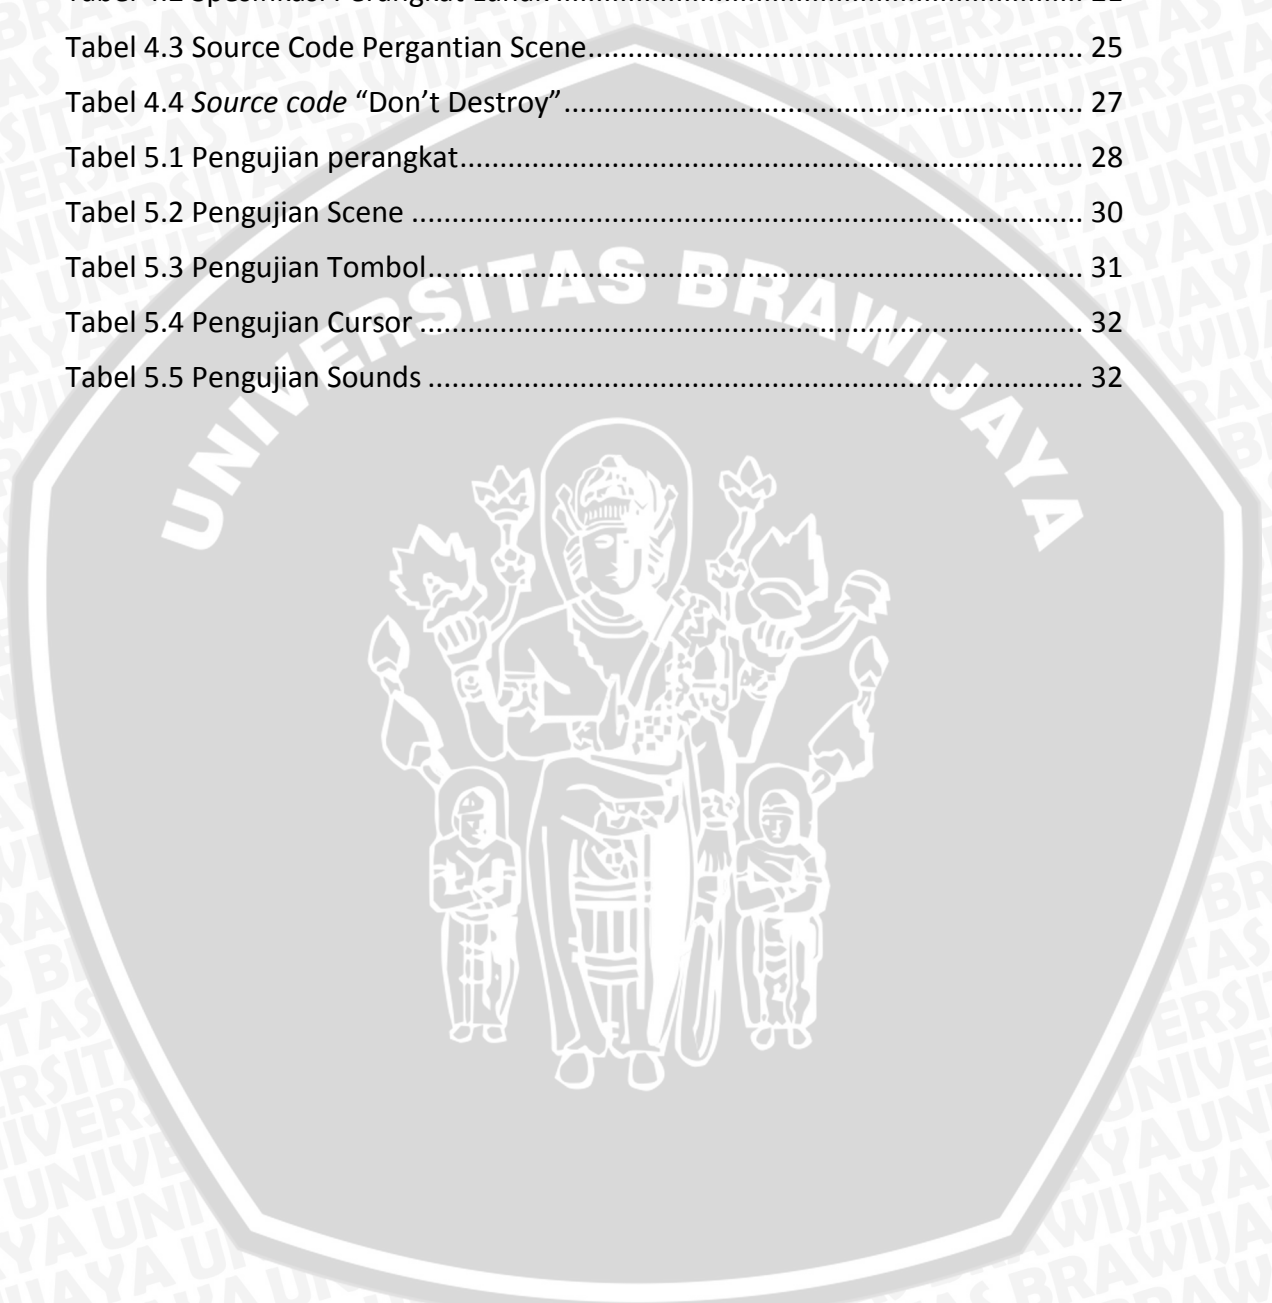 Tabel 4.3 Source Code Pergantian Scene........................................................ 25
Tabel 4.4 Source code “Don’t Destroy”........................................................ 27
Tabel 5.1 Pengujian perangkat........................................................ 28
Tabel 5.2 Pengujian Scene ........................................................ 30
Tabel 5.3 Pengujian Tombol........................................................ 31
Tabel 5.4 Pengujian Cursor ........................................................ 32
Tabel 5.5 Pengujian Sounds ........................................................ 32
UNIVERSITAS BRAWIJAYA